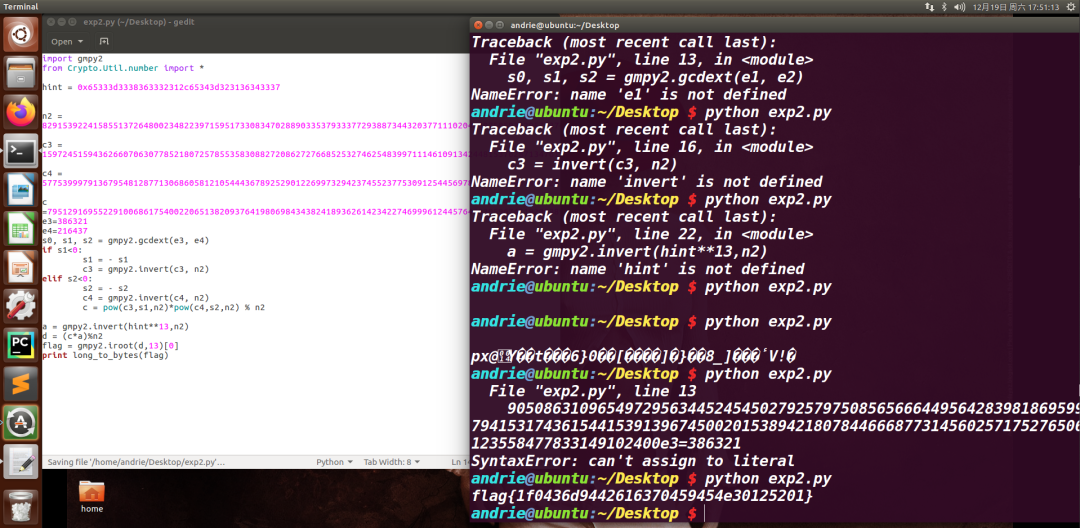 Terminal
12月19日 周六 17:51:13
exp2.py (~/Desktop) - gedit
Open
import gmpy2
from Crypto.Util.number import *
hint = 0x65333d3338363332312c65343d323136343337
n2 =
c3 =
c4 =
c
e3=386321
e4=216437
s0, s1, s2 = gmpy2.gcdext(e3, e4)
if s1<0:
s1 = - s1
c3 = gmpy2.invert(c3, n2)
elif s2<0:
s2 = - s2
c4 = gmpy2.invert(c4, n2)
c = pow(c3,s1,n2)*pow(c4,s2,n2) % n2
a = gmpy2.invert(hint**13,n2)
d = (c*a)%n2
flag = gmpy2.iroot(d,13)[0]
print long_to_bytes(flag)
Saving file '/home/andrie/Desktop/exp2.py'...
Python
Tab Width: 8
Ln 1
home
andrie@ubuntu:~/Desktop
Traceback (most recent call last):
File "exp2.py", line 13, in <module>
s0, s1, s2 = gmpy2.gcdext(e1, e2)
NameError: name 'e1' is not defined
andrie@ubuntu:~/Desktop $ python exp2.py
Traceback (most recent call last):
File "exp2.py", line 16, in <module>
c3 = invert(c3, n2)
NameError: name 'invert' is not defined
andrie@ubuntu:~/Desktop $ python exp2.py
Traceback (most recent call last):
File "exp2.py", line 22, in <module>
a = gmpy2.invert(hint**13,n2)
NameError: name 'hint' is not defined
andrie@ubuntu:~/Desktop $ python exp2.py
andrie@ubuntu:~/Desktop $ python exp2.py
andrie@ubuntu:~/Desktop $ python exp2.py
File "exp2.py", line 13
123558477833149102400e3=386321
SyntaxError: can't assign to literal
andrie@ubuntu:~/Desktop $ python exp2.py
flag{1f0436d9442616370459454e30125201}
andrie@ubuntu:~/Desktop $